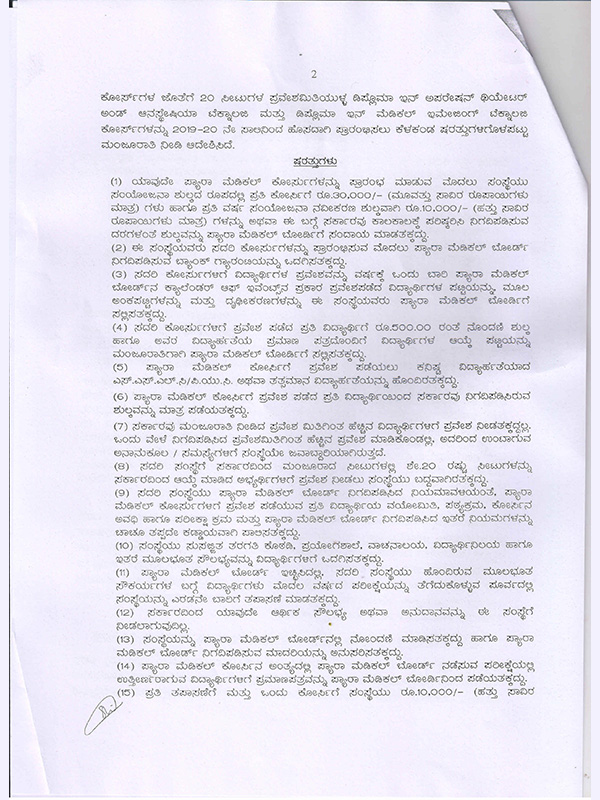 2
ಕೋರ್ಸ್‌ಗಳ ಜೊತೆಗೆ 20 ಸೀಟುಗಳ ಪ್ರವೇಶಮಿತಿಯುಳ್ಳ ಡಿಪ್ಲೊಮಾ ಇನ್ ಅಪರೇಷನ್ ಥಿಯೇಟರ್
ಅಂಡ್ ಆನಸ್ಥೇಷಿಯಾ ಟೆಕ್ನಾಲಜಿ ಮತ್ತು ಡಿಪ್ಲೊಮಾ ಇನ್ ಮೆಡಿಕಲ್ ಇಮೇಜಿಂಗ್ ಟೆಕ್ನಾಲಜಿ
ಕೋರ್ಸ್‌ಗಳನ್ನು 2019-20 ನೇ ಸಾಲಿನಿಂದ ಹೊಸದಾಗಿ ಪ್ರಾರಂಭಿಸಲು ಕೆಳಕಂಡ ಷರತ್ತುಗಳಿಗೊಳಪಟ್ಟು
ಮಂಜೂರಾತಿ ನೀಡಿ ಆದೇಶಿಸಿದೆ.
ಷರತ್ತುಗಳು
(1) ಯಾವುದೇ ಪ್ಯಾರಾ ಮೆಡಿಕಲ್ ಕೋರ್ಸುಗಳನ್ನು ಪ್ರಾರಂಭ ಮಾಡುವ ಮೊದಲು ಸಂಸ್ಥೆಯು
ಸಂಯೋಜನಾ ಶುಲ್ಕದ ರೂಪದಲ್ಲಿ ಪ್ರತಿ ಕೋರ್ಸಿಗೆ ರೂ.30,000/- (ಮೂವತ್ತು ಸಾವಿರ ರೂಪಾಯಿಗಳು
ಮಾತ್ರ) ಗಳು ಹಾಗೂ ಪ್ರತಿ ವರ್ಷ ಸಂಯೋಜನಾ ನವೀಕರಣ ಶುಲ್ಕವಾಗಿ ರೂ.10,000/- (ಹತ್ತು ಸಾವಿರ
ರೂಪಾಯಿಗಳು ಮಾತ್ರ) ಗಳನ್ನು ಅಥವಾ ಈ ಬಗ್ಗೆ ಸರ್ಕಾರವು ಕಾಲಕಾಲಕ್ಕೆ ಪರಿಷ್ಕರಿಸಿ ನಿಗದಿಪಡಿಸುವ
ದರಗಳಂತೆ ಶುಲ್ಕವನ್ನು ಪ್ಯಾರಾ ಮೆಡಿಕಲ್ ಬೋರ್ಡಿಗೆ ಸಂದಾಯ ಮಾಡತಕ್ಕದ್ದು.
(2) ಈ ಸಂಸ್ಥೆಯವರು ಸದರಿ ಕೋರ್ಸುಗಳನ್ನು ಪ್ರಾರಂಭಿಸುವ ಮೊದಲು ಪ್ಯಾರಾ ಮೆಡಿಕಲ್ ಬೋರ್ಡ್
ನಿಗದಿಪಡಿಸುವ ಬ್ಯಾಂಕ್ ಗ್ಯಾರಂಟಿಯನ್ನು ಒದಗಿಸತಕ್ಕದ್ದು.
(3) ಸದರಿ ಕೋರ್ಸುಗಳಿಗೆ ವಿದ್ಯಾರ್ಥಿಗಳ ಪ್ರವೇಶವನ್ನು ವರ್ಷಕ್ಕೆ ಒಂದು ಬಾರಿ ಪ್ಯಾರಾ ಮೆಡಿಕಲ್
ಬೋರ್ಡ್‌ನ ಕ್ಯಾಲೆಂಡರ್ ಆಫ್ ಇವೆಂಟ್ಸ್‌ನ ಪ್ರಕಾರ ಪ್ರವೇಶಪಡೆದ ವಿದ್ಯಾರ್ಥಿಗಳ ಪಟ್ಟಿಯನ್ನು, ಮೂಲ
ಅಂಕಪಟ್ಟಿಗಳನ್ನು ಮತ್ತು ದೃಢೀಕರಣಗಳನ್ನು ಈ ಸಂಸ್ಥೆಯವರು ಪ್ಯಾರಾ ಮೆಡಿಕಲ್ ಬೋರ್ಡಿಗೆ
ಸಲ್ಲಿಸತಕ್ಕದ್ದು.
(4) ಸದರಿ ಕೋರ್ಸುಗಳಿಗೆ ಪ್ರವೇಶ ಪಡೆದ ಪ್ರತಿ ವಿದ್ಯಾರ್ಥಿಗೆ ರೂ.500.00 ರಂತೆ ನೊಂದಣಿ ಶುಲ್ಕ
ಹಾಗೂ ಅವರ ವಿದ್ಯಾರ್ಹತೆಯ ಪ್ರಮಾಣ ಪತ್ರದೊಂದಿಗೆ ವಿದ್ಯಾರ್ಥಿಗಳ ಆಯ್ಕೆ ಪಟ್ಟಿಯನ್ನು
ಮಂಜೂರಾತಿಗಾಗಿ ಪ್ಯಾರಾ ಮೆಡಿಕಲ್ ಬೋರ್ಡಿಗೆ ಸಲ್ಲಿಸತಕ್ಕದ್ದು.
(5) ಪ್ಯಾರಾ ಮೆಡಿಕಲ್ ಕೋರ್ಸಿಗೆ ಪ್ರವೇಶ ಪಡೆಯಲು ಕನಿಷ್ಟ ವಿದ್ಯಾರ್ಹತೆಯಾದ
ಎಸ್.ಎಸ್.ಎಲ್.ಸಿ/ಪಿ.ಯು.ಸಿ. ಅಥವಾ ತತ್ಸಮಾನ ವಿದ್ಯಾರ್ಹತೆಯನ್ನು ಹೊಂದಿರತಕ್ಕದ್ದು.
(6) ಪ್ಯಾರಾ ಮೆಡಿಕಲ್ ಕೋರ್ಸಿಗೆ ಪ್ರವೇಶ ಪಡೆದ ಪ್ರತಿ ವಿದ್ಯಾರ್ಥಿಯಿಂದ ಸರ್ಕಾರವು ನಿಗದಿಪಡಿಸಿರುವ
ಶುಲ್ಕವನ್ನು ಮಾತ್ರ ಪಡೆಯತಕ್ಕದ್ದು.
(7) ಸರ್ಕಾರವು ಮಂಜೂರಾತಿ ನೀಡಿದ ಪ್ರವೇಶ ಮಿತಿಗಿಂತ ಹೆಚ್ಚಿನ ವಿದ್ಯಾರ್ಥಿಗಳಿಗೆ ಪ್ರವೇಶ ನೀಡತಕ್ಕದ್ದಲ್ಲ.
ಒಂದು ವೇಳೆ ನಿಗದಿಪಡಿಸಿದ ಪ್ರವೇಶಮಿತಿಗಿಂತ ಹೆಚ್ಚಿನ ಪ್ರವೇಶ ಮಾಡಿಕೊಂಡಲ್ಲಿ, ಅದರಿಂದ ಉಂಟಾಗುವ
ಅನಾನುಕೂಲ / ಸಮಸ್ಯೆಗಳಿಗೆ ಸಂಸ್ಥೆಯೇ ಜವಾಬ್ದಾರಿಯಾಗಿರುತ್ತದೆ.
(8) ಸದರಿ ಸಂಸ್ಥೆಗೆ ಸರ್ಕಾರದಿಂದ ಮಂಜೂರಾದ ಸೀಟುಗಳಲ್ಲಿ ಶೇ.20 ರಷ್ಟು ಸೀಟುಗಳನ್ನು
ಸರ್ಕಾರದಿಂದ ಆಯ್ಕೆ ಮಾಡಿದ ಅಭ್ಯರ್ಥಿಗಳಿಗೆ ಪ್ರವೇಶ ನೀಡಲು ಸಂಸ್ಥೆಯು ಬದ್ಧವಾಗಿರತಕ್ಕದ್ದು.
(9) ಸದರಿ ಸಂಸ್ಥೆಯು ಪ್ಯಾರಾ ಮೆಡಿಕಲ್ ಬೋರ್ಡ್ ನಿಗದಿಪಡಿಸಿದ ನಿಯಮಾವಳಿಯಂತೆ, ಪ್ಯಾರಾ
ಮೆಡಿಕಲ್ ಕೋರ್ಸುಗಳಿಗೆ ಪ್ರವೇಶ ಪಡೆಯುವ ಪ್ರತಿ ವಿದ್ಯಾರ್ಥಿಯ ವಯೋಮಿತಿ, ಪಠ್ಯಕ್ರಮ, ಕೋರ್ಸಿನ
ಅವಧಿ ಹಾಗೂ ಪರೀಕ್ಷಾ ಕ್ರಮ ಮತ್ತು ಪ್ಯಾರಾ ಮೆಡಿಕಲ್ ಬೋರ್ಡ್ ನಿಗದಿಪಡಿಸಿದ ಇತರೆ ನಿಯಮಗಳನ್ನು
ಚಾಚೂ ತಪ್ಪದೇ ಕಡ್ಡಾಯವಾಗಿ ಪಾಲಿಸತಕ್ಕದ್ದು.
(10) ಸಂಸ್ಥೆಯು ಸುಸಜ್ಜಿತ ತರಗತಿ ಕೊಠಡಿ, ಪ್ರಯೋಗಶಾಲೆ, ವಾಚನಾಲಯ, ವಿದ್ಯಾರ್ಥಿನಿಲಯ ಹಾಗೂ
ಇತರೆ ಮೂಲಭೂತ ಸೌಲಭ್ಯವನ್ನು ವಿದ್ಯಾರ್ಥಿಗಳಿಗೆ ಒದಗಿಸತಕ್ಕದ್ದು.
(11) ಪ್ಯಾರಾ ಮೆಡಿಕಲ್ ಬೋರ್ಡ್ ಇಚ್ಛಿಸಿದಲ್ಲಿ, ಸದರಿ ಸಂಸ್ಥೆಯು ಹೊಂದಿರುವ ಮೂಲಭೂತ
ಸೌಕರ್ಯಗಳ ಬಗ್ಗೆ ವಿದ್ಯಾರ್ಥಿಗಳು ಮೊದಲ ವರ್ಷದ ಪರೀಕ್ಷೆಯನ್ನು ತೆಗೆದುಕೊಳ್ಳುವ ಪೂರ್ವದಲ್ಲಿ
ಸಂಸ್ಥೆಯನ್ನು ಎರಡನೇ ಬಾರಿಗೆ ತಪಾಸಣೆ ಮಾಡತಕ್ಕದ್ದು.
(12) ಸರ್ಕಾರದಿಂದ ಯಾವುದೇ ಆರ್ಥಿಕ ಸೌಲಭ್ಯ ಅಥವಾ ಅನುದಾನವನ್ನು ಈ ಸಂಸ್ಥೆಗೆ
ನೀಡಲಾಗುವುದಿಲ್ಲ.
(13) ಸಂಸ್ಥೆಯನ್ನು ಪ್ಯಾರಾ ಮೆಡಿಕಲ್ ಬೋರ್ಡ್‌ನಲ್ಲಿ ನೋಂದಣಿ ಮಾಡಿಸತಕ್ಕದ್ದು ಹಾಗೂ ಪ್ಯಾರಾ
ಮೆಡಿಕಲ್ ಬೋರ್ಡ್ ನಿಗದಿಪಡಿಸುವ ಮಾದರಿಯನ್ನು ಅನುಸರಿಸತಕ್ಕದ್ದು.
(14) ಪ್ಯಾರಾ ಮೆಡಿಕಲ್ ಕೋರ್ಸಿನ ಅಂತ್ಯದಲ್ಲಿ ಪ್ಯಾರಾ ಮೆಡಿಕಲ್ ಬೋರ್ಡ್ ನಡೆಸುವ ಪರೀಕ್ಷೆಯಲ್ಲಿ
ಉತ್ತೀರ್ಣರಾಗುವ ವಿದ್ಯಾರ್ಥಿಗಳಿಗೆ ಪ್ರಮಾಣಪತ್ರವನ್ನು ಪ್ಯಾರಾ ಮೆಡಿಕಲ್ ಬೋರ್ಡಿನಿಂದ ಪಡೆಯತಕ್ಕದ್ದು.
(15) ಪ್ರತಿ ತಪಾಸಣೆಗೆ ಮತ್ತು ಒಂದು ಕೋರ್ಸಿಗೆ ಸಂಸ್ಥೆಯು ರೂ.10,000/- (ಹತ್ತು ಸಾವಿರ